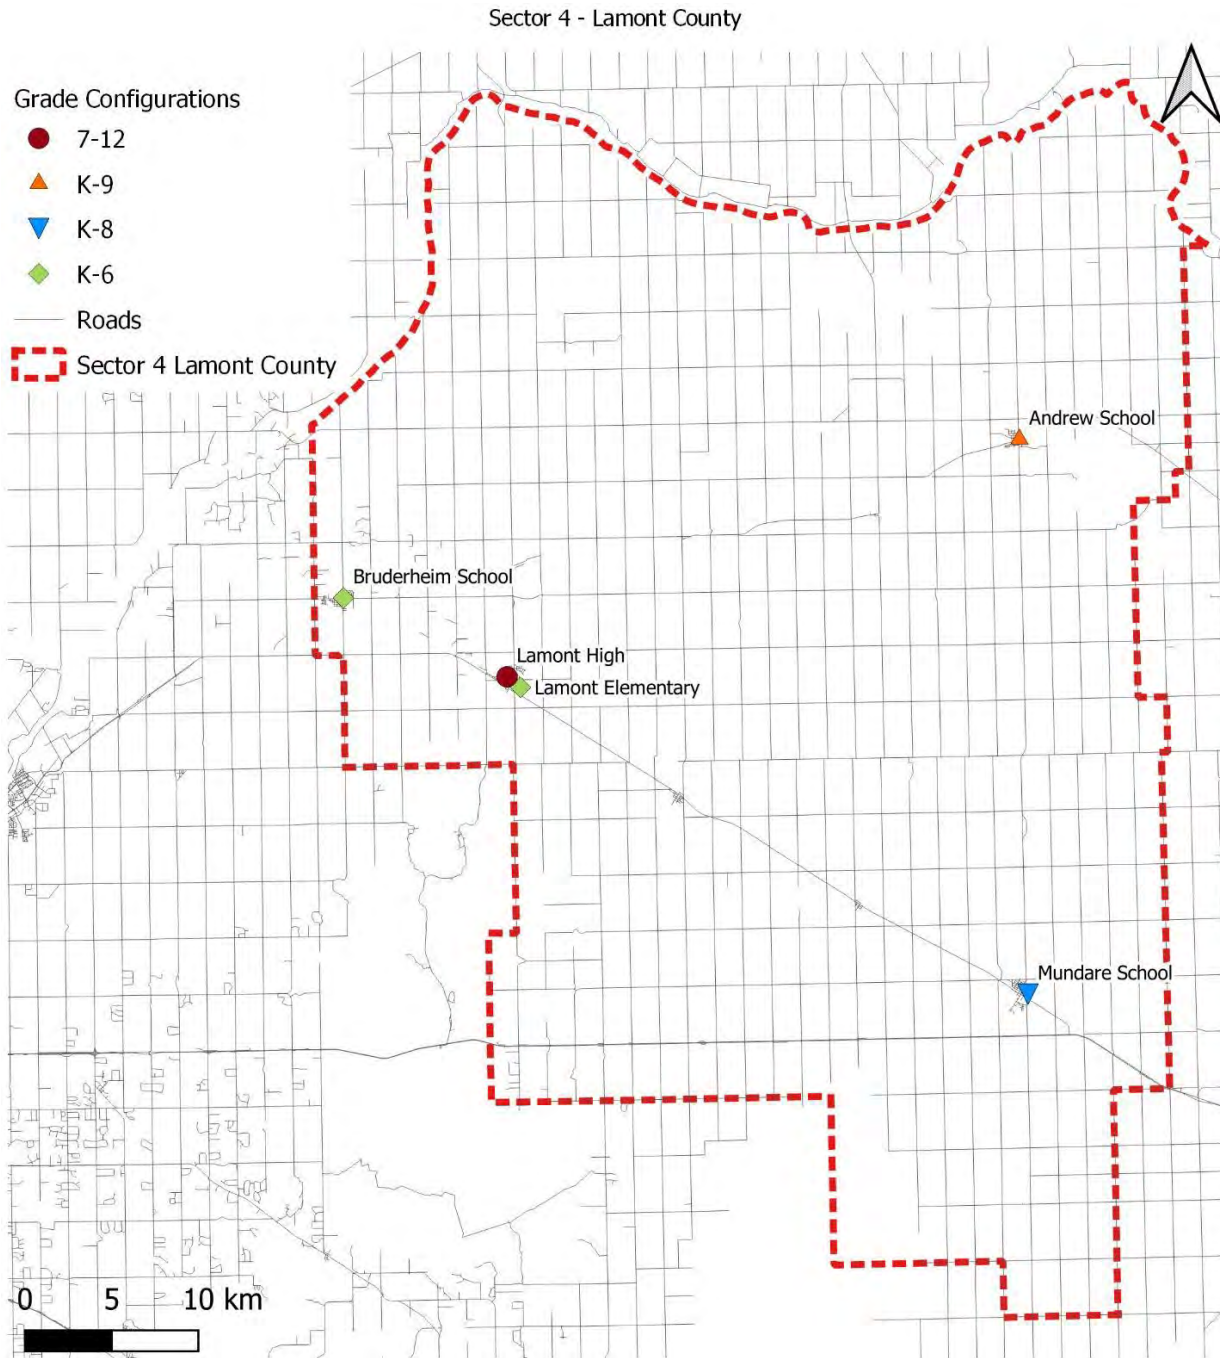 Sector 4 - Lamont County
Grade Configurations
7-12
K-9
K-8
K-6
Roads
Sector 4 Lamont County
Andrew School
Bruderheim School
Lamont High
Lamont Elementary
Mundare School
0 5 10 km